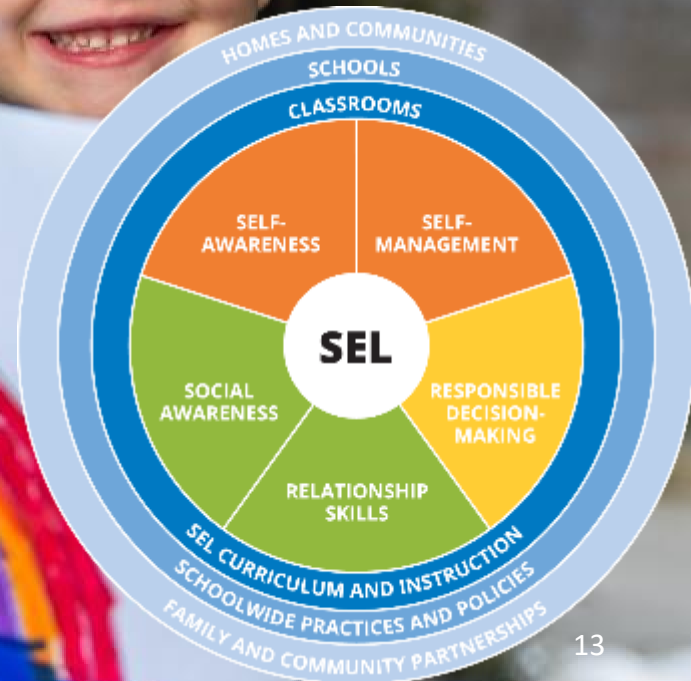 HOMES AND COMMUNITIES
SCHOOLS
CLASSROOMS
SELF-
AWARENESS
SELF-
MANAGEMENT
SEL
SOCIAL
AWARENESS
RESPONSIBLE
DECISION-
MAKING
RELATIONSHIP
SKILLS
SEL CURRICULUM AND INSTRUCTION
SCHOOLWIDE PRACTICES AND POLICIES
FAMILY AND COMMUNITY PARTNERSHIPS
13